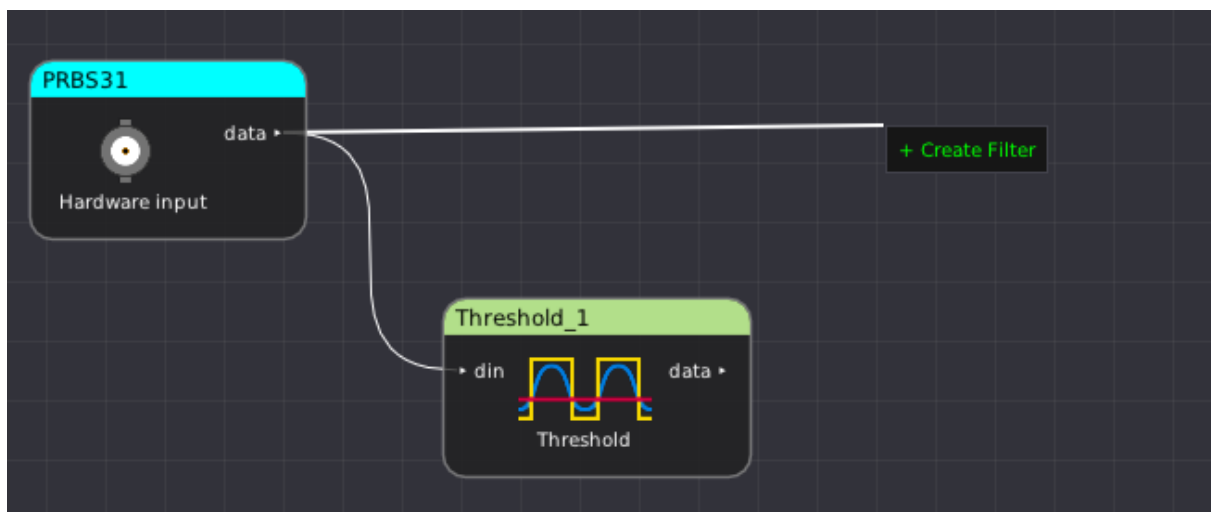 PRBS31
data
Hardware input
+ Create Filter
Threshold_1
din
data
Threshold